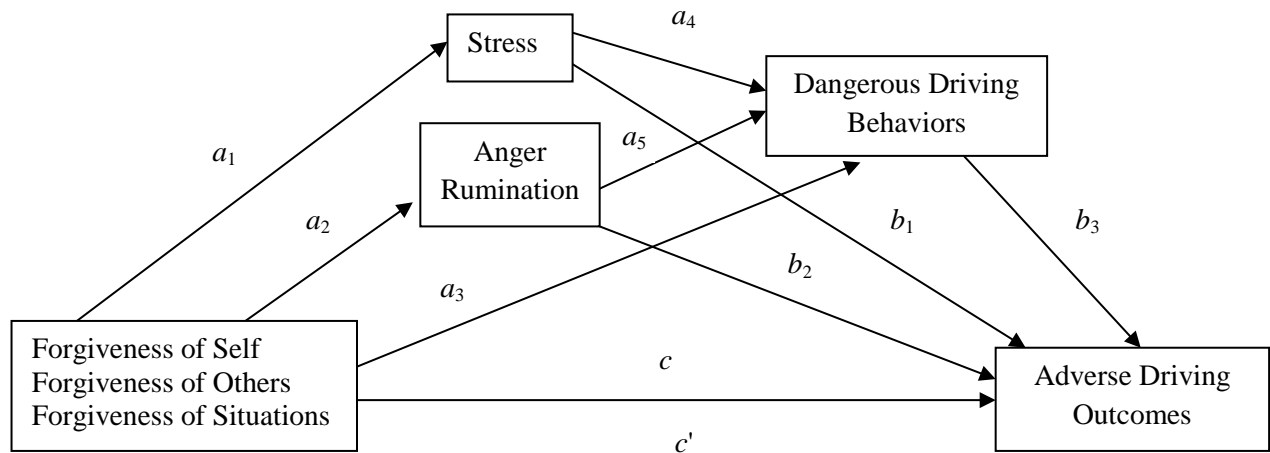 a₄
Stress
Dangerous Driving
Behaviors
a₁
Anger
Rumination
a₅
a₂
b₁
b₃
b₂
a₃
Forgiveness of Self
Forgiveness of Others
Forgiveness of Situations
c
Adverse Driving
Outcomes
c'